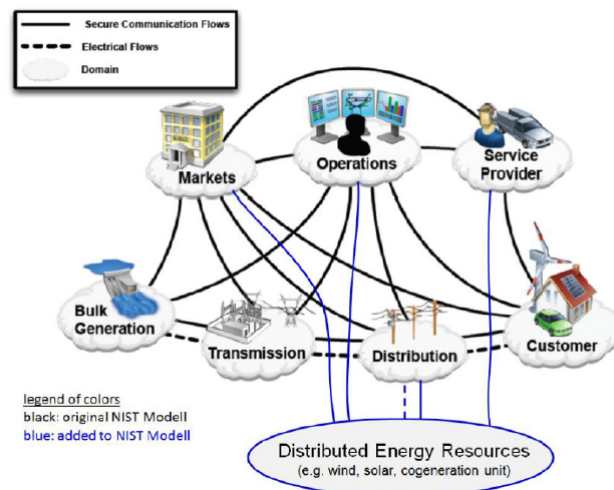 Secure Communication Flows
Electrical Flows
Domain
Markets
Operations
Service
Provider
Bulk
Generation
Transmission
Distribution
Customer
legend of colors
black: original NIST Modell
blue: added to NIST Modell
Distributed Energy Resources
(e.g. wind, solar, cogeneration unit)